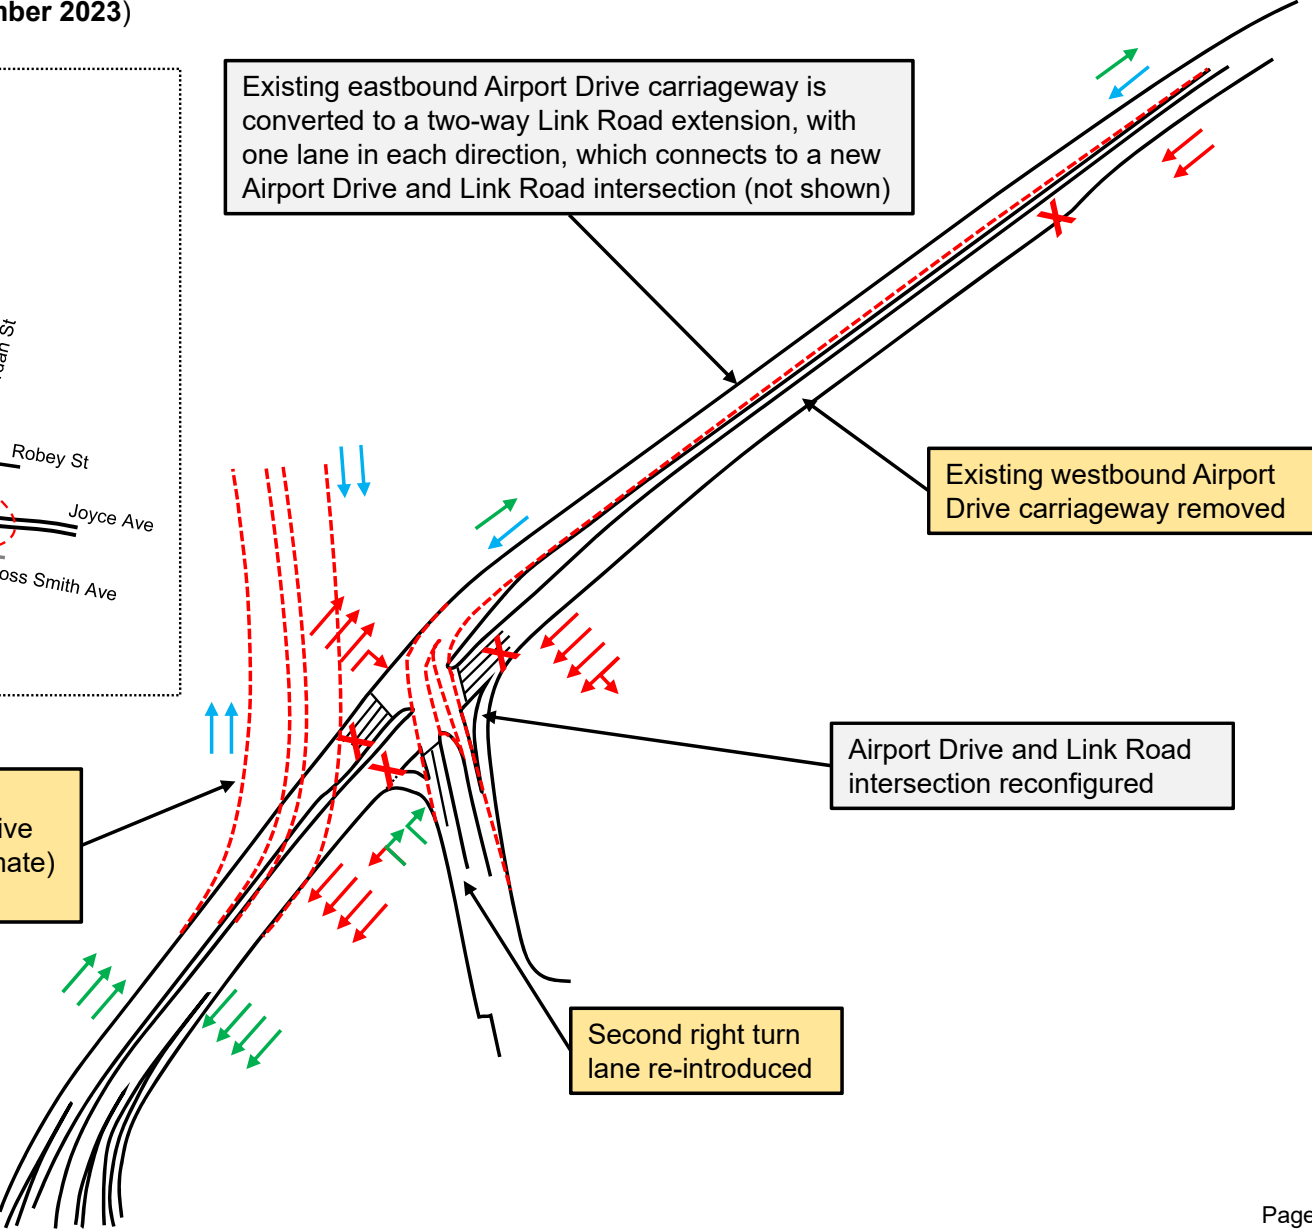 mber 2023)
Existing eastbound Airport Drive carriageway is
converted to a two-way Link Road extension, with
one lane in each direction, which connects to a new
Airport Drive and Link Road intersection (not shown)
St
Robey St
Joyce Ave
oss Smith Ave
Existing westbound Airport
Drive carriageway removed
Airport Drive and Link Road
intersection reconfigured
ive
nate)
Second right turn
lane re-introduced
Page